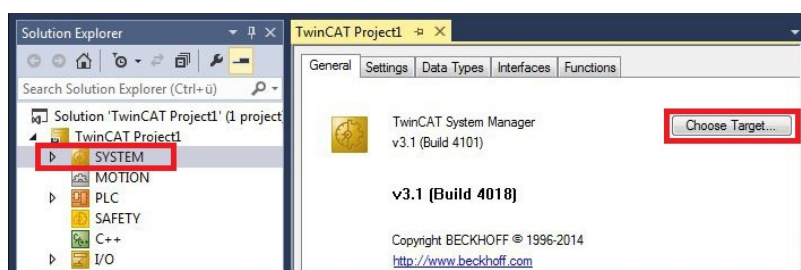 Solution Explorer
Search Solution Explorer (Ctrl+ü)
Solution 'TwinCAT Project1' (1 project
TwinCAT Project1
SYSTEM
MOTION
PLC
SAFETY
C++
I/O
TwinCAT Project1
General Settings Data Types Interfaces Functions
TwinCAT System Manager
v3.1 (Build 4101)
Choose Target...
v3.1 (Build 4018)
Copyright BECKHOFF © 1996-2014
http://www.beckhoff.com